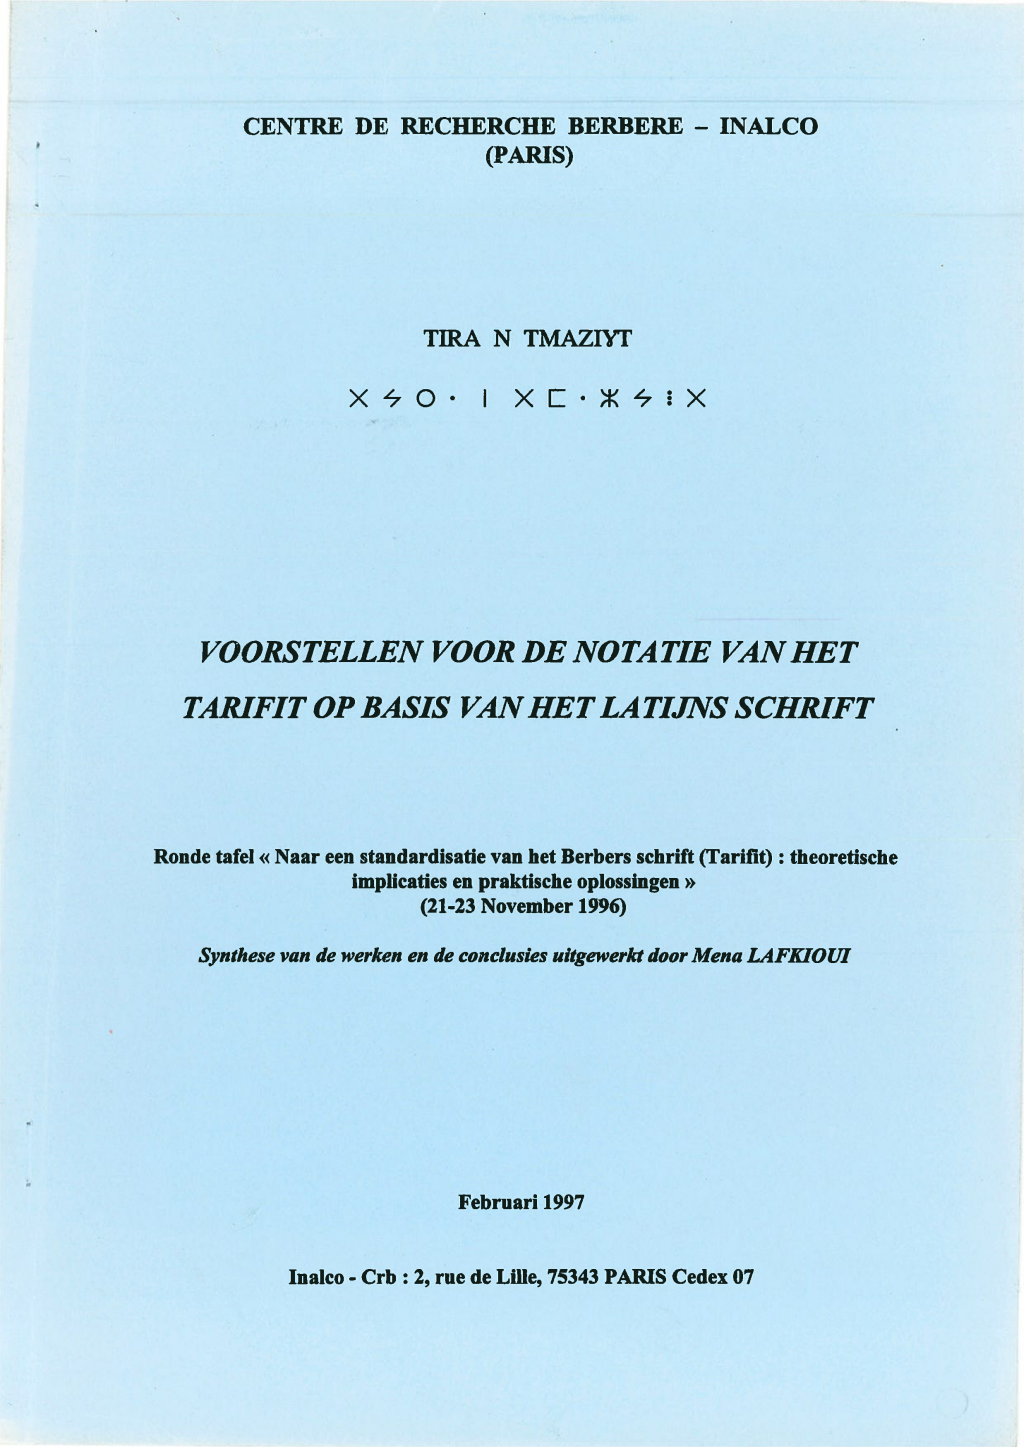 CENTRE DE RECHERCHE BERBERE – INALCO
(PARIS)
TIRA N TMAZIƔT
ⵝⵢⵔⴰ ⵏ ⵝⵎⴰⵣⵢⵗⵝ
VOORSTELLEN VOOR DE NOTATIE VAN HET
TARIFIT OP BASIS VAN HET LATIJNS SCHRIFT
Ronde tafel « Naar een standardisatie van het Berbers schrift (Tarifit) : theoretische
implicaties en praktische oplossingen »
(21-23 November 1996)
Synthese van de werken en de conclusies uitgewerkt door Mena LAFKIOUI
Februari 1997
Inalco - Crb : 2, rue de Lille, 75343 PARIS Cedex 07